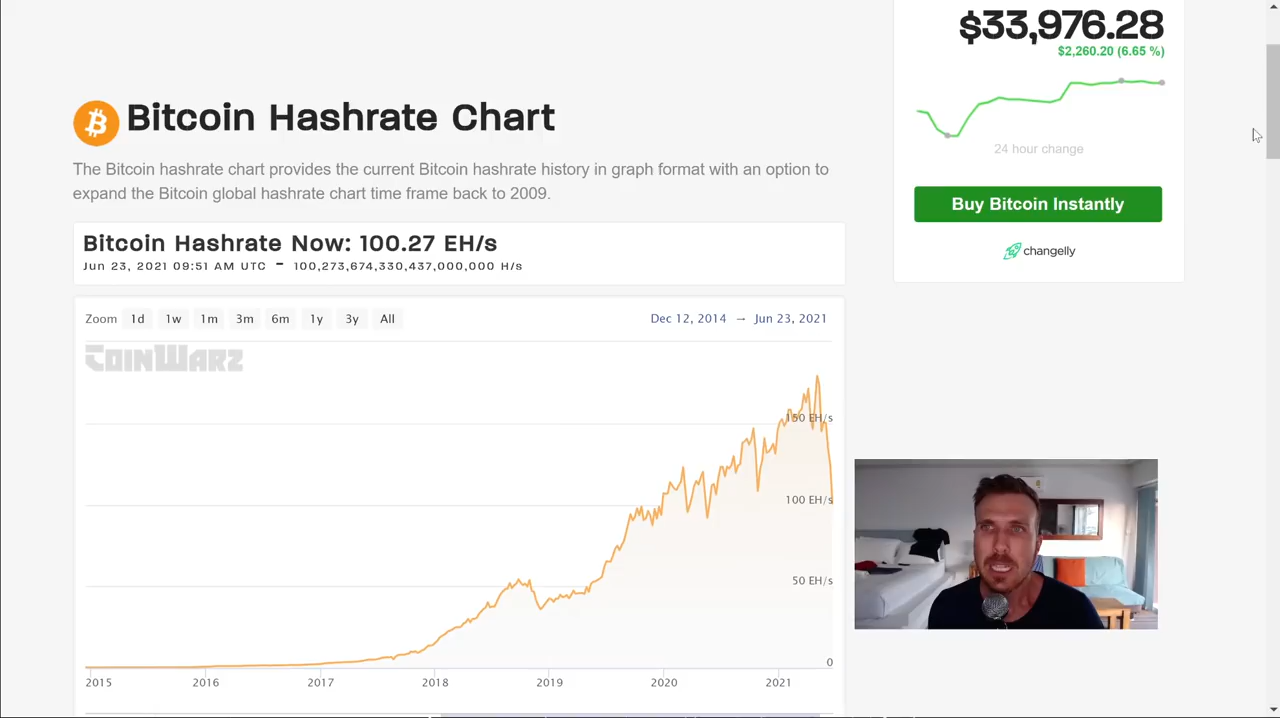 $33,976.28
$2,260.20 (6.65 %)
24 hour change
Buy Bitcoin Instantly
changelly
Bitcoin Hashrate Chart
The Bitcoin hashrate chart provides the current Bitcoin hashrate history in graph format with an option to
expand the Bitcoin global hashrate chart time frame back to 2009.
Bitcoin Hashrate Now: 100.27 EH/s
Jun 23, 2021 09:51 AM UTC - 100,273,674,330,437,000,000 H/s
Zoom 1d 1w 1m 3m 6m 1y 3y All Dec 12, 2014 → Jun 23, 2021
COINWARZ
150 EH/s
100 EH/s
50 EH/s
0
2015 2016 2017 2018 2019 2020 2021